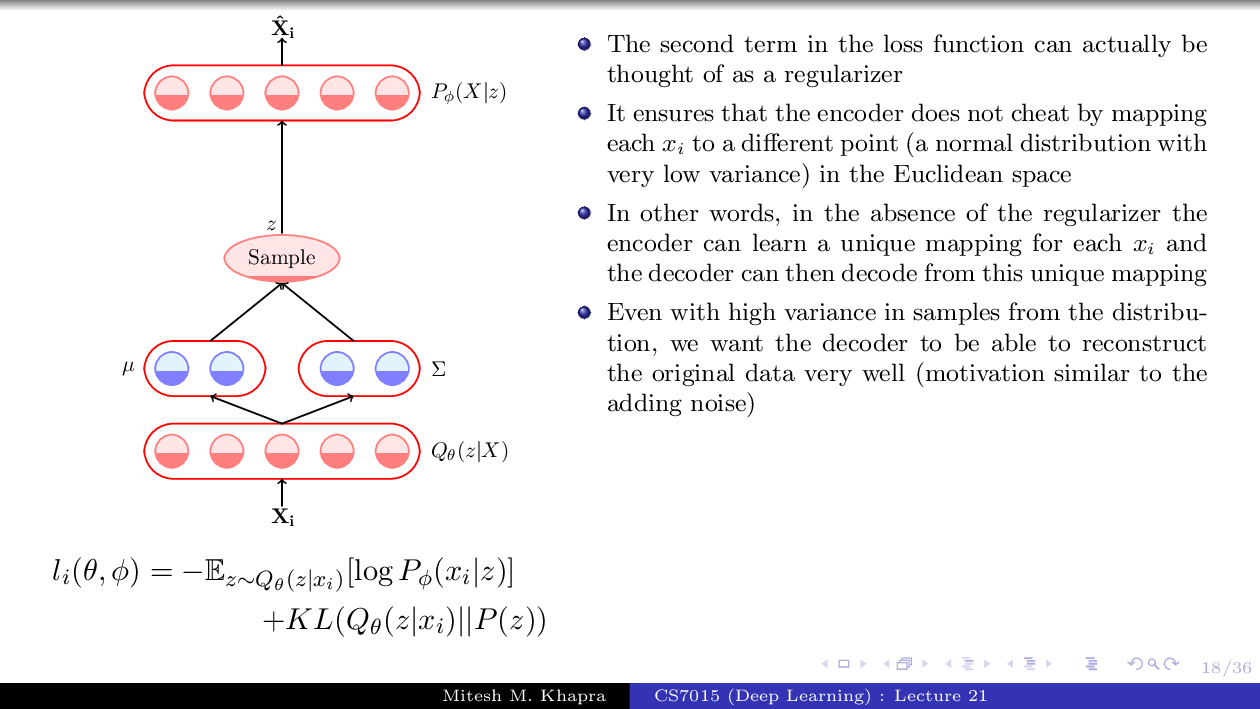 X̂ᵢ
P_ϕ(X|z)
z
Sample
μ
Σ
Q_θ(z|X)
Xᵢ
l_i(θ, ϕ) = −𝔼_{z∼Q_θ(z|x_i)}[log P_ϕ(x_i|z)]
+KL(Q_θ(z|x_i)||P(z))
The second term in the loss function can actually be
thought of as a regularizer
It ensures that the encoder does not cheat by mapping
each x_i to a different point (a normal distribution with
very low variance) in the Euclidean space
In other words, in the absence of the regularizer the
encoder can learn a unique mapping for each x_i and
the decoder can then decode from this unique mapping
Even with high variance in samples from the distribu-
tion, we want the decoder to be able to reconstruct
the original data very well (motivation similar to the
adding noise)
18/36
Mitesh M. Khapra
CS7015 (Deep Learning) : Lecture 21